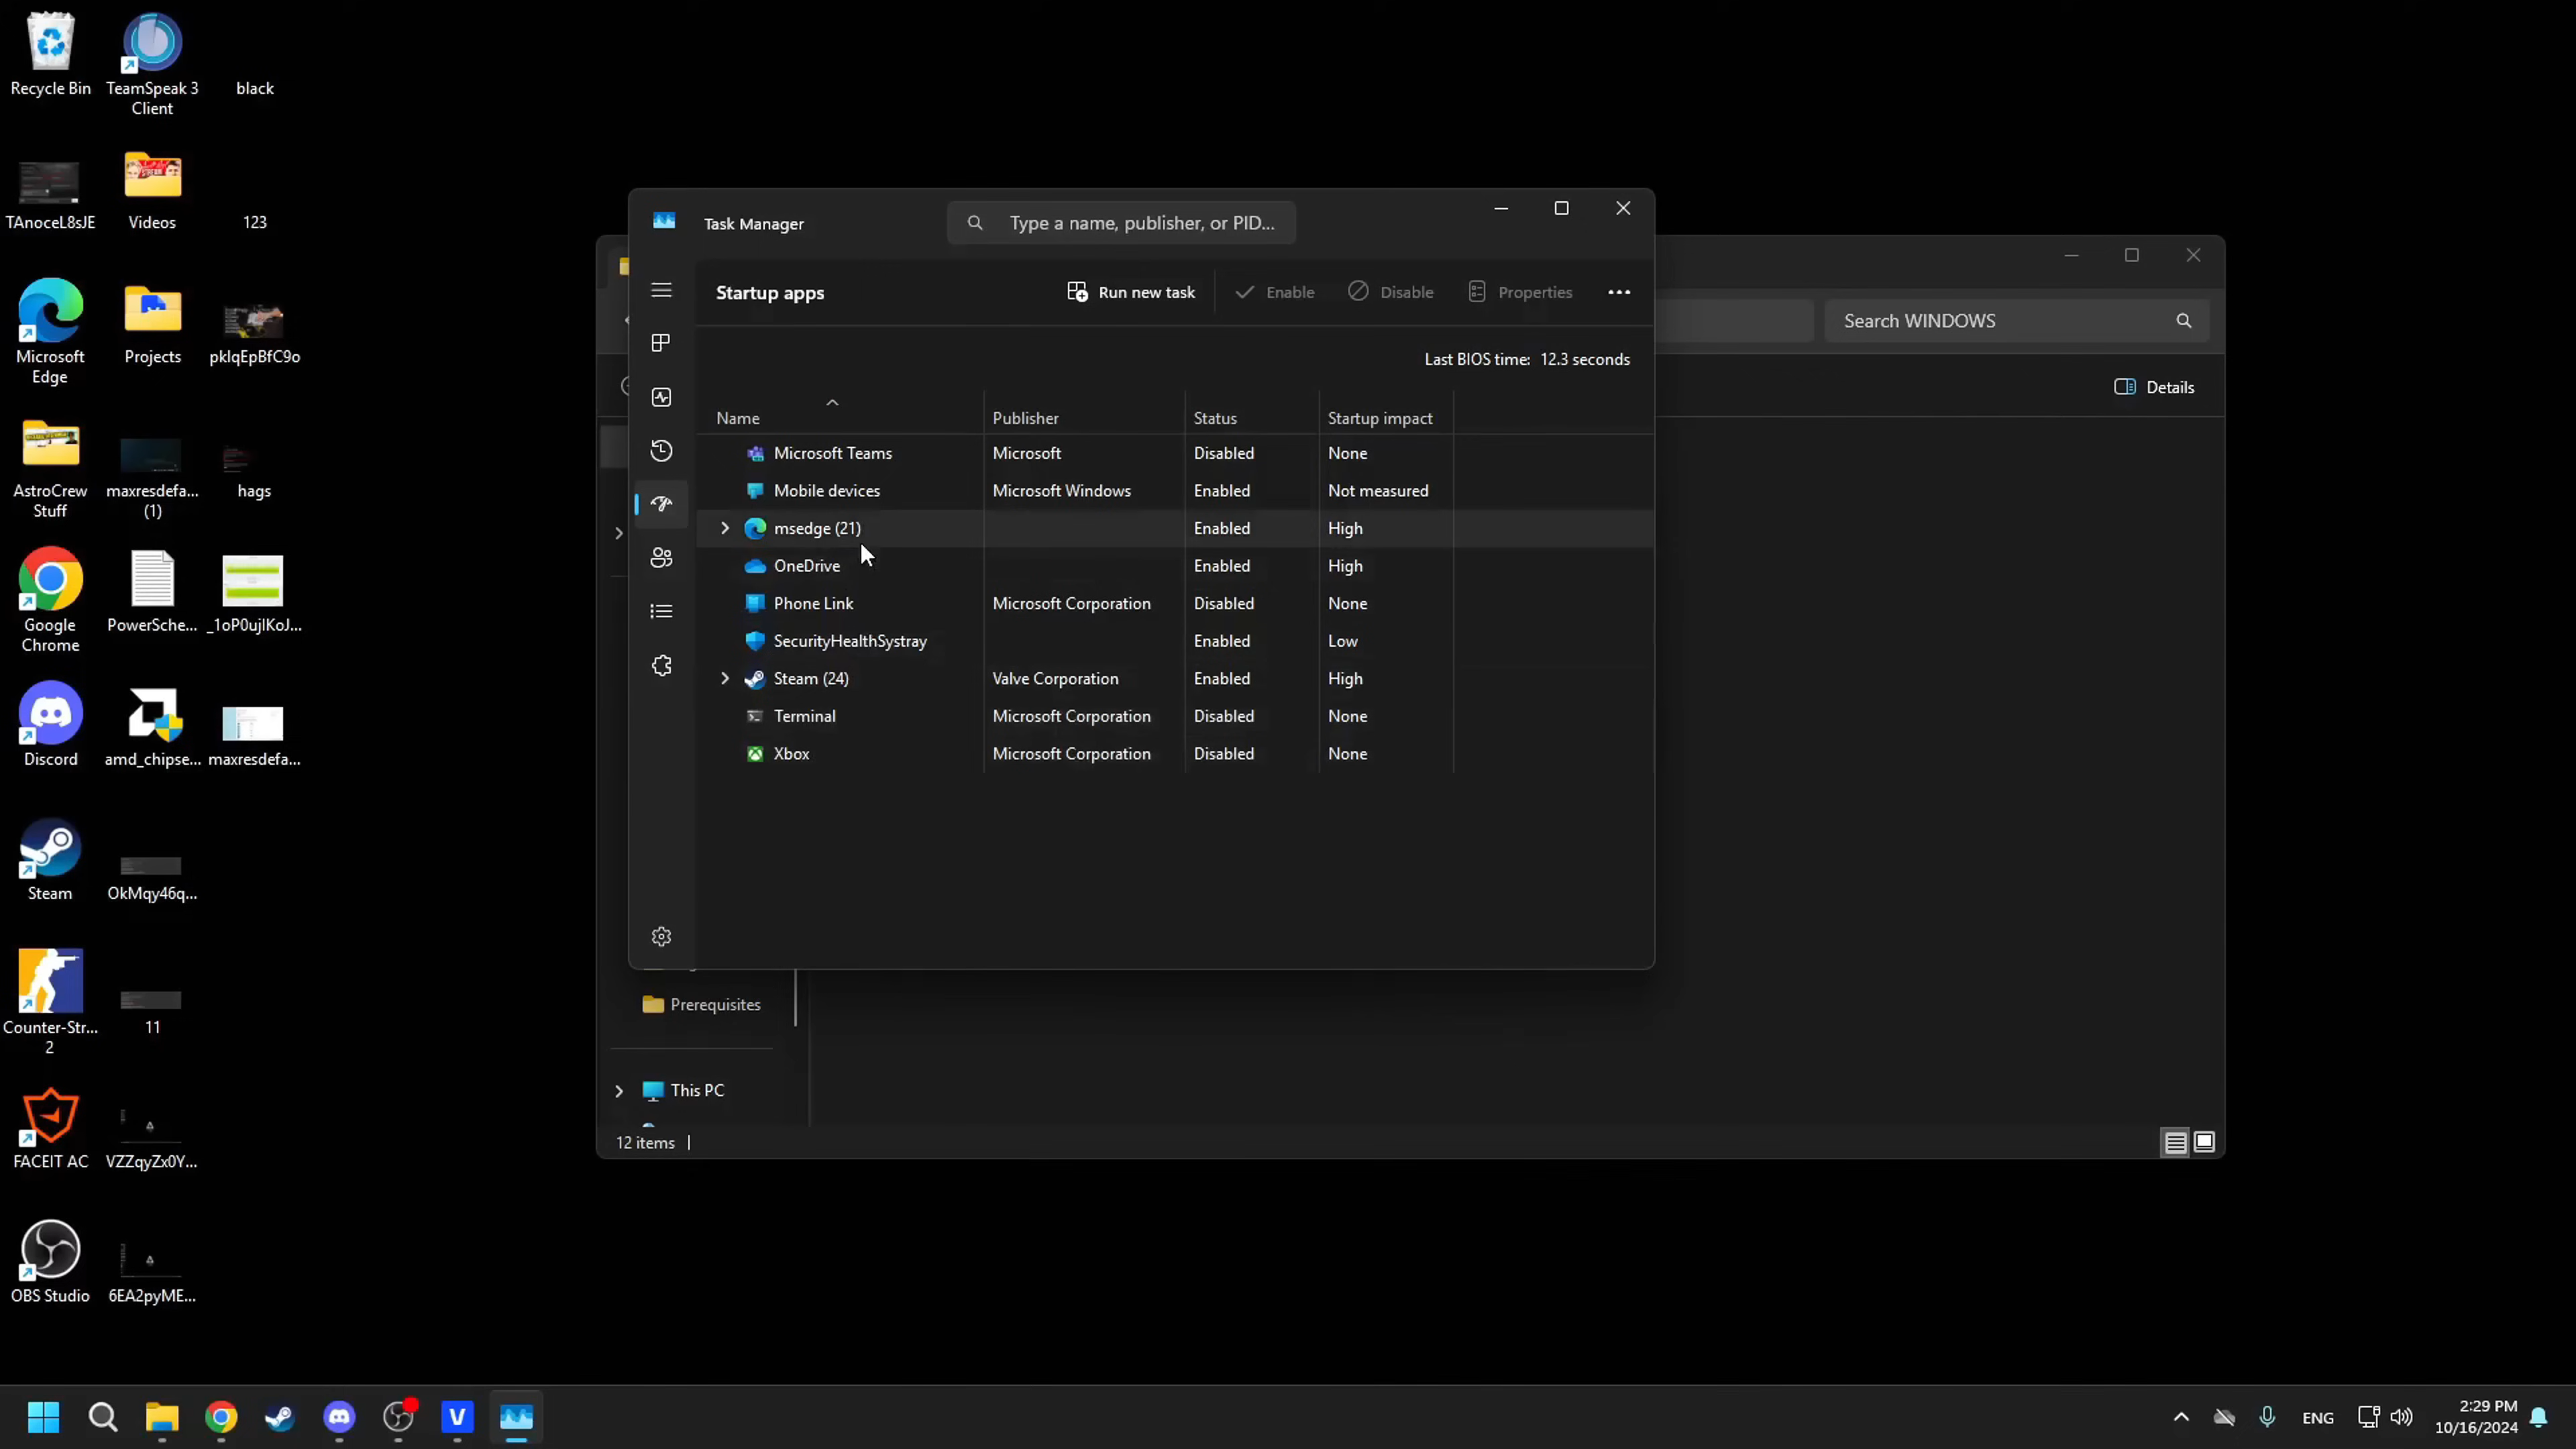 Recycle Bin
TeamSpeak 3
Client
black
TAnoceL8sJE
Videos
123
Microsoft
Edge
Projects
pklqEpBfC9o
AstroCrew
Stuff
maxresdefa...
(1)
hags
Google
Chrome
PowerSche...
_1oP0ujlKoJ...
Discord
amd_chipse...
maxresdefa...
Steam
OkMqy46q...
Counter-Str...
2
11
FACEIT AC
VZZqyZx0Y...
OBS Studio
6EA2pyME...
Task Manager
Type a name, publisher, or PID...
Startup apps
Run new task
Enable
Disable
Properties
Last BIOS time: 12.3 seconds
Name Publisher Status Startup impact
Microsoft Teams Microsoft Disabled None
Mobile devices Microsoft Windows Enabled Not measured
msedge (21) Enabled High
OneDrive Enabled High
Phone Link Microsoft Corporation Disabled None
SecurityHealthSystray Enabled Low
Steam (24) Valve Corporation Enabled High
Terminal Microsoft Corporation Disabled None
Xbox Microsoft Corporation Disabled None
Search WINDOWS
Details
Prerequisites
This PC
12 items
ENG
2:29 PM
10/16/2024